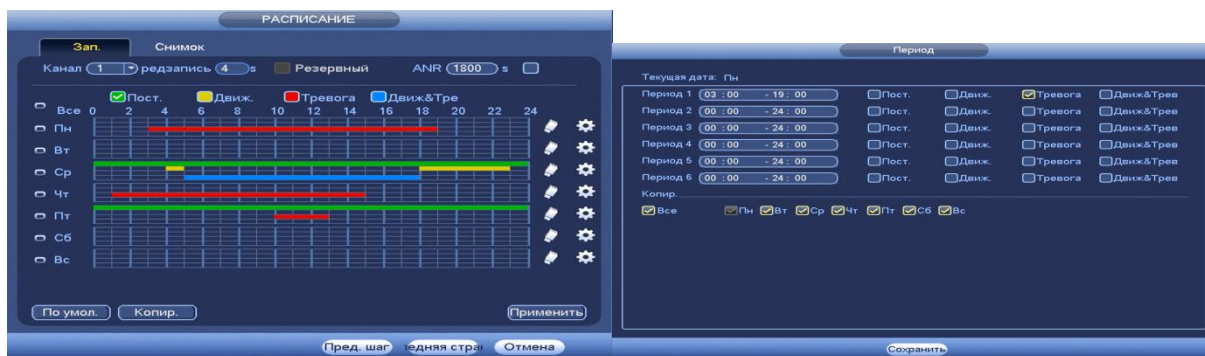 РАСПИСАНИЕ
Зап. Снимок
Канал 1 редзапись 4 s Резервный ANR 1800 s
Пост. Движ. Тревога Движ&Тре
Все 0 2 4 6 8 10 12 14 16 18 20 22 24
Пн
Вт
Ср
Чт
Пт
Сб
Вс
По умол. Копир. Применить
Пред. шаг едняя стра Отмена
Период
Текущая дата: Пн
Период 1 03 : 00 - 19 : 00 Пост. Движ. Тревога Движ&Трев
Период 2 00 : 00 - 24 : 00 Пост. Движ. Тревога Движ&Трев
Период 3 00 : 00 - 24 : 00 Пост. Движ. Тревога Движ&Трев
Период 4 00 : 00 - 24 : 00 Пост. Движ. Тревога Движ&Трев
Период 5 00 : 00 - 24 : 00 Пост. Движ. Тревога Движ&Трев
Период 6 00 : 00 - 24 : 00 Пост. Движ. Тревога Движ&Трев
Копир.
Все Пн Вт Ср Чт Пт Сб Вс
Сохранить